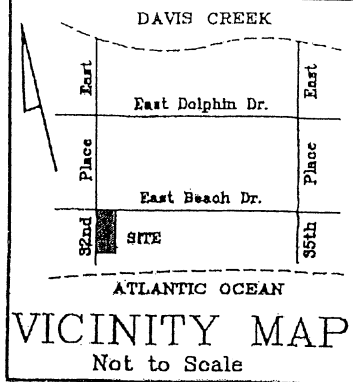 DAVIS CREEK
East
East
East Dolphin Dr.
Place
Place
East Beach Dr.
32nd
SITE
35th
ATLANTIC OCEAN
VICINITY MAP
Not to Scale